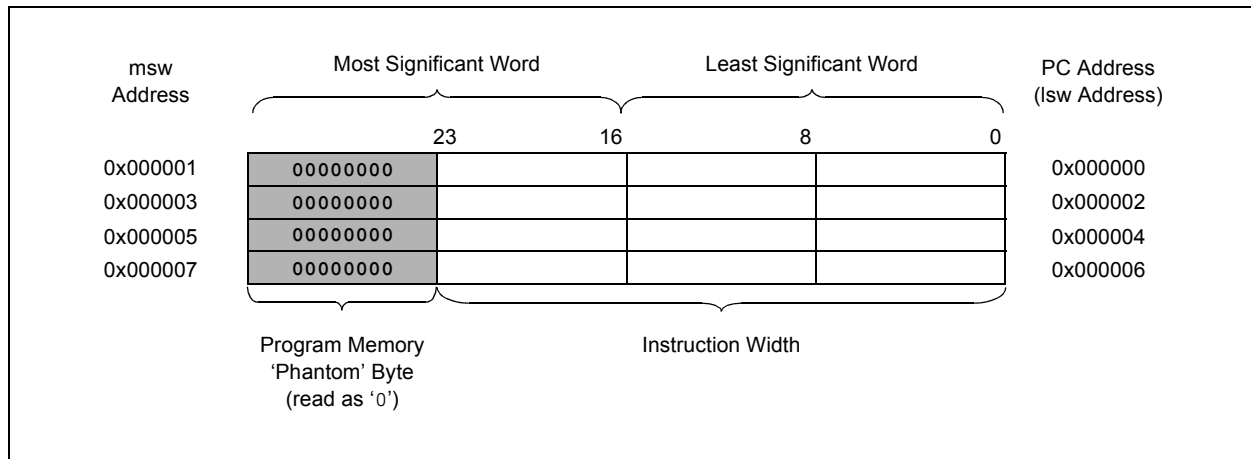 msw
Address
Most Significant Word
Least Significant Word
PC Address
(lsw Address)
23
16
8
0
0x000001
00000000
0x000000
0x000003
00000000
0x000002
0x000005
00000000
0x000004
0x000007
00000000
0x000006
Program Memory
‘Phantom’ Byte
(read as ‘0’)
Instruction Width